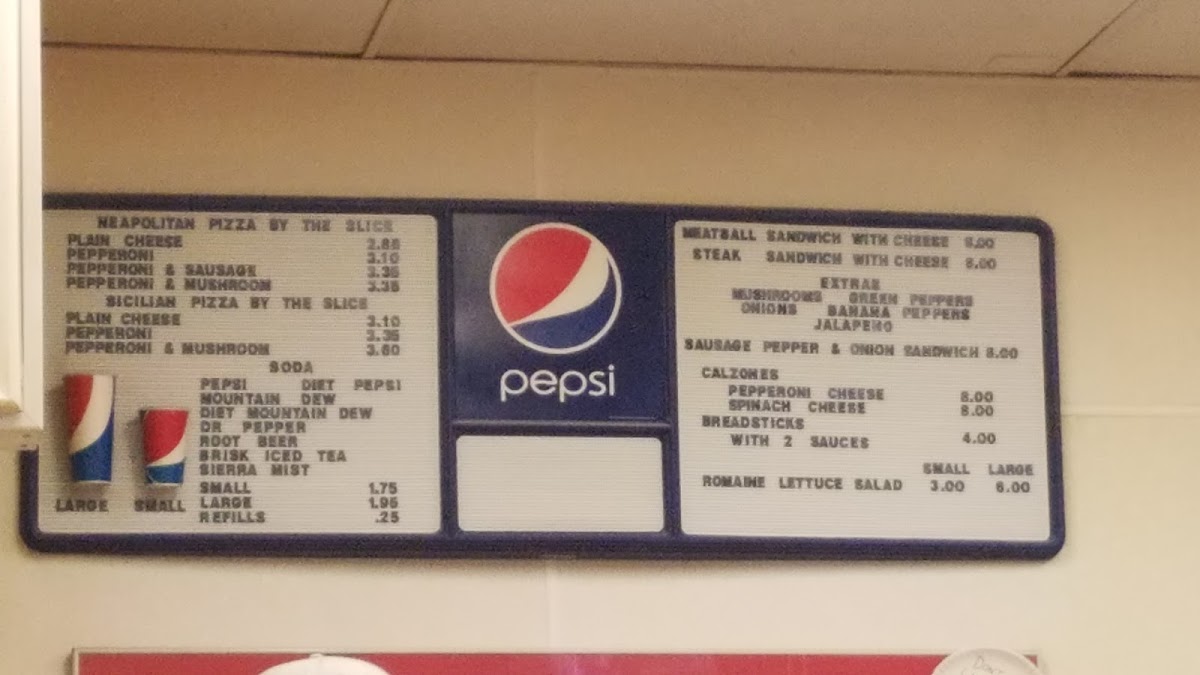 NEAPOLITAN PIZZA BY THE SLICE
PLAIN CHEESE 2.85
PEPPERONI 3.10
PEPPERONI & SAUSAGE 3.35
PEPPERONI & MUSHROOM 3.35
SICILIAN PIZZA BY THE SLICE
PLAIN CHEESE 3.10
PEPPERONI 3.35
PEPPERONI & MUSHROOM 3.60
SODA
PEPSI DIET PEPSI
MOUNTAIN DEW
DIET MOUNTAIN DEW
DR PEPPER
ROOT BEER
BRISK ICED TEA
SIERRA MIST
SMALL 1.75
LARGE 1.95
REFILLS .25
LARGE SMALL
pepsi
MEATBALL SANDWICH WITH CHEESE 8.00
STEAK SANDWICH WITH CHEESE 8.00
EXTRAS
MUSHROOMS GREEN PEPPERS
ONIONS BANANA PEPPERS
JALAPENO
SAUSAGE PEPPER & ONION SANDWICH 8.00
CALZONES
PEPPERONI CHEESE 8.00
SPINACH CHEESE 8.00
BREADSTICKS
WITH 2 SAUCES 4.00
SMALL LARGE
ROMAINE LETTUCE SALAD 3.00 6.00